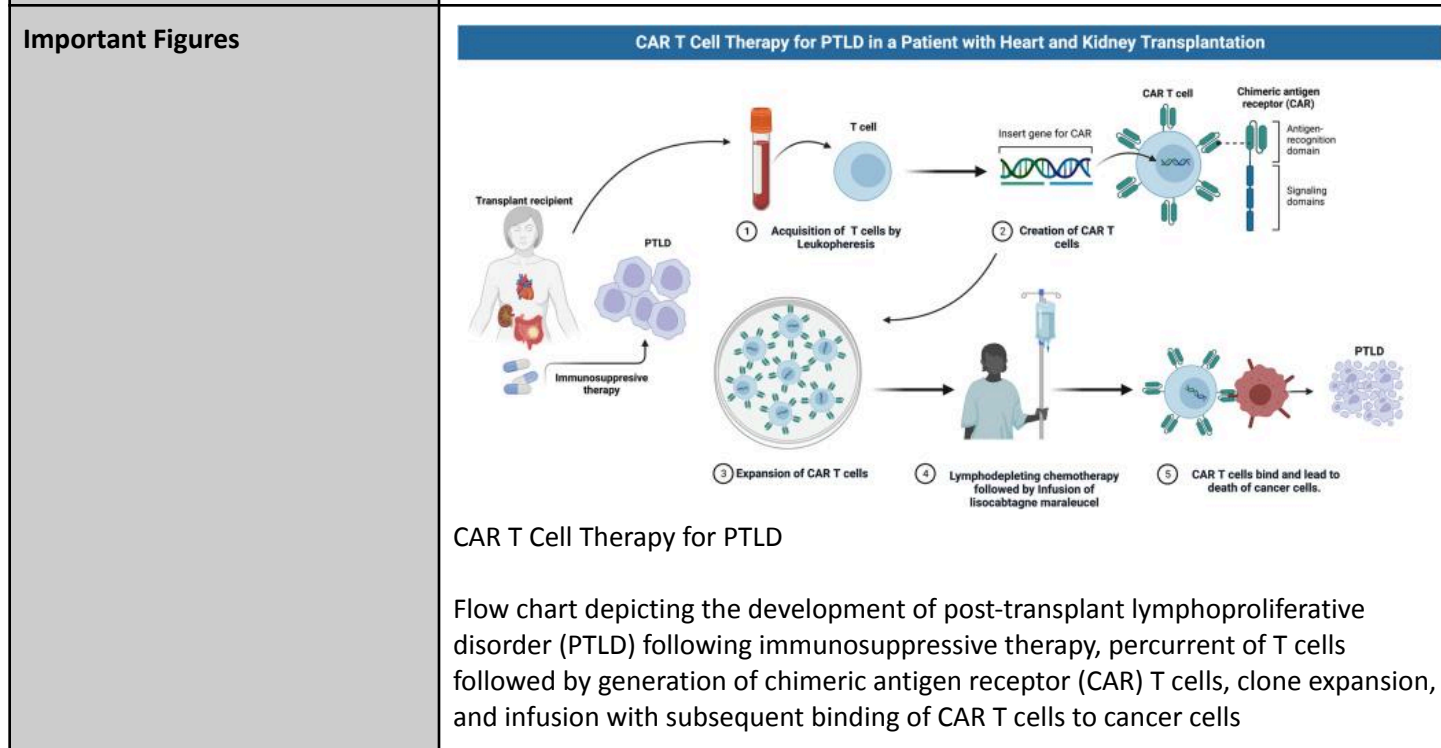 Important Figures
CAR T Cell Therapy for PTLD in a Patient with Heart and Kidney Transplantation
Transplant recipient
PTLD
Immunosuppresive
therapy
T cell
1 Acquisition of T cells by
Leukopheresis
Insert gene for CAR
2 Creation of CAR T
cells
CAR T cell
Chimeric antigen
receptor (CAR)
Antigen-
recognition
domain
Signaling
domains
3 Expansion of CAR T cells
4 Lymphodepleting chemotherapy
followed by Infusion of
lisocabtagne maraleucel
5 CAR T cells bind and lead to
death of cancer cells.
PTLD
CAR T Cell Therapy for PTLD
Flow chart depicting the development of post-transplant lymphoproliferative
disorder (PTLD) following immunosuppressive therapy, percurrent of T cells
followed by generation of chimeric antigen receptor (CAR) T cells, clone expansion,
and infusion with subsequent binding of CAR T cells to cancer cells